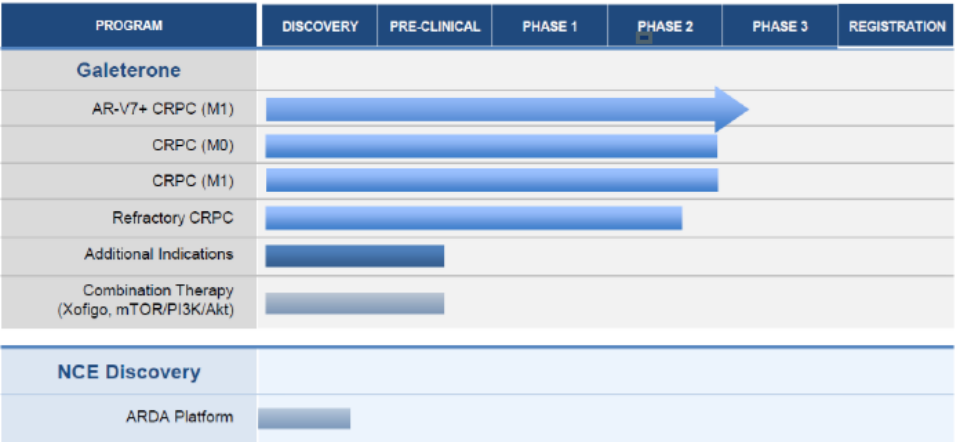 PROGRAM DISCOVERY PRE-CLINICAL PHASE 1 PHASE 2 PHASE 3 REGISTRATION
Galeterone
AR-V7+ CRPC (M1)
CRPC (M0)
CRPC (M1)
Refractory CRPC
Additional Indications
Combination Therapy
(Xofigo, mTOR/PI3K/Akt)
NCE Discovery
ARDA Platform